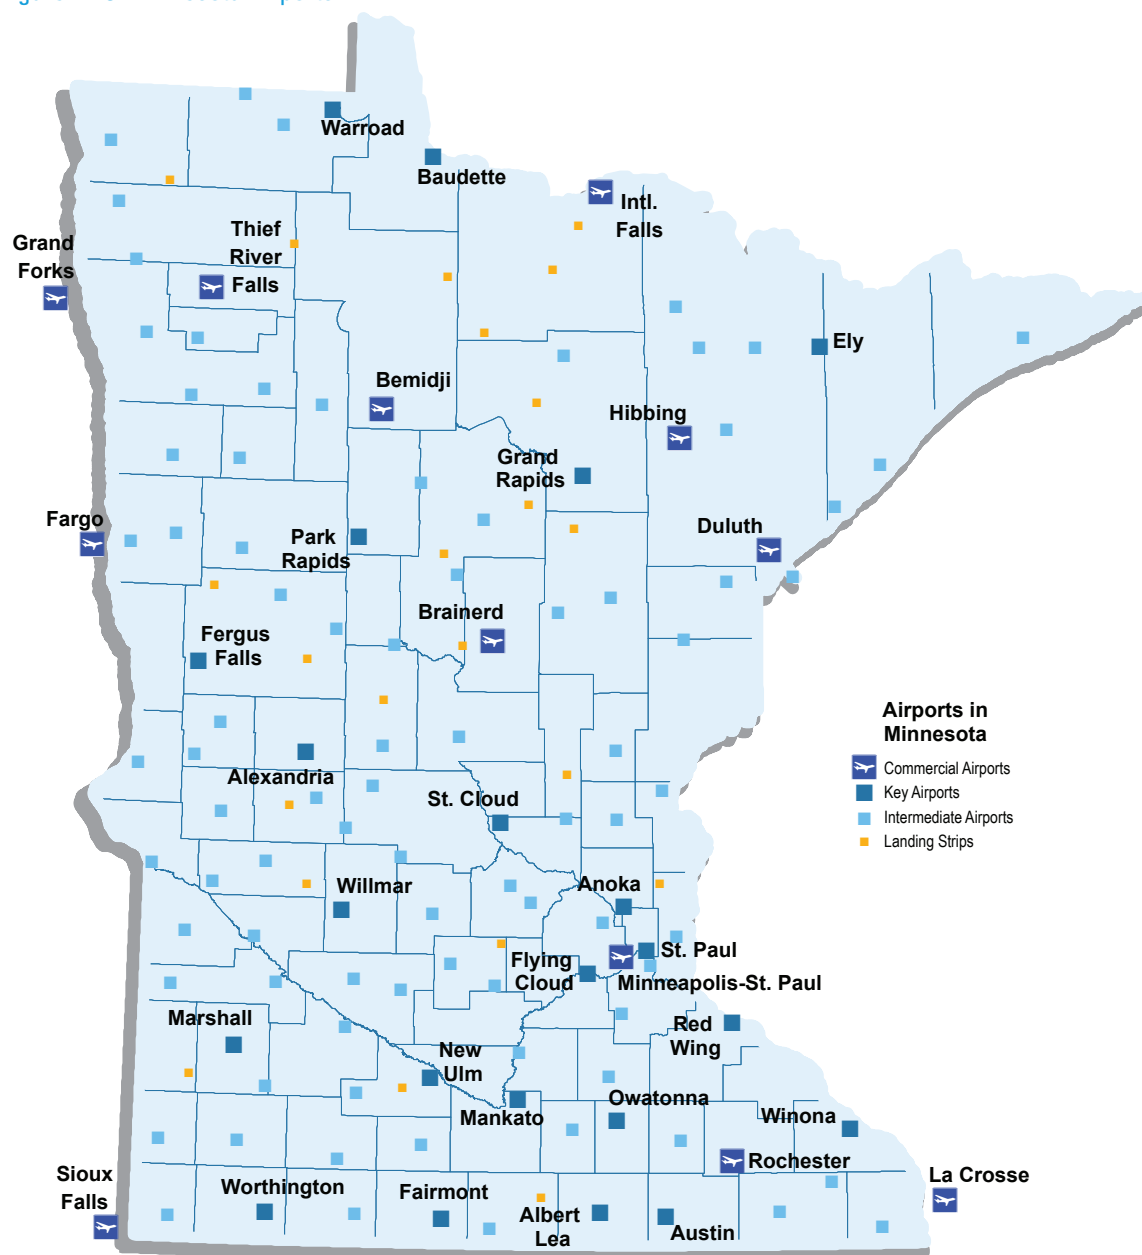 Warroad
Baudette
Intl.
Falls
Thief
River
Falls
Grand
Forks
Ely
Bemidji
Hibbing
Grand
Rapids
Fargo
Duluth
Park
Rapids
Brainerd
Fergus
Falls
Airports in
Minnesota
Commercial Airports
Key Airports
Intermediate Airports
Landing Strips
Alexandria
St. Cloud
Willmar
Anoka
St. Paul
Flying
Cloud
Minneapolis-St. Paul
Marshall
Red
Wing
New
Ulm
Mankato
Owatonna
Winona
Rochester
Sioux
Falls
La Crosse
Worthington
Fairmont
Albert
Lea
Austin